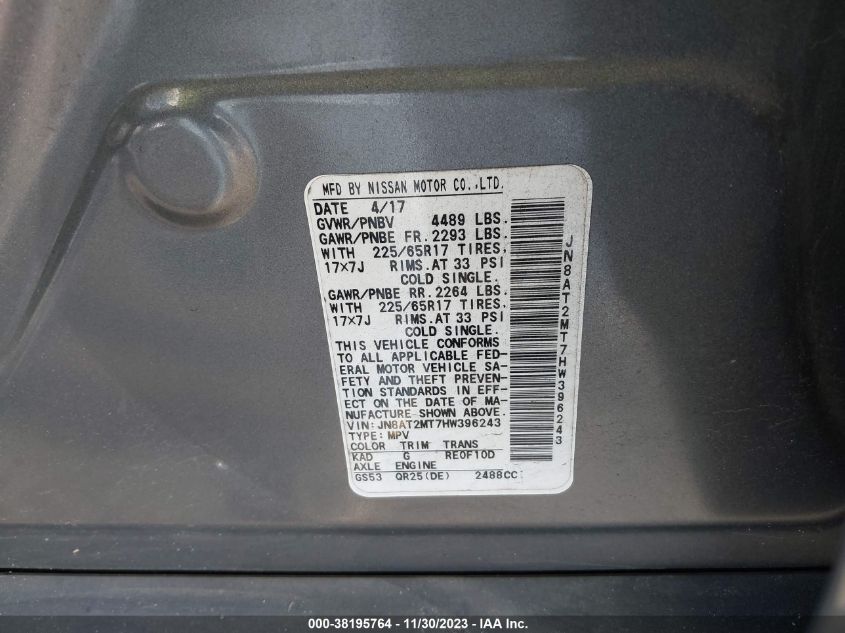 MFD BY NISSAN MOTOR CO.,LTD.
DATE 4/17
GVWR/PNBV 4489 LBS.
GAWR/PNBE FR. 2293 LBS.
WITH 225/65R17 TIRES,
17×7J RIMS.AT 33 PSI
COLD SINGLE.
GAWR/PNBE RR. 2264 LBS.
WITH 225/65R17 TIRES,
17×7J RIMS.AT 33 PSI
COLD SINGLE.
THIS VEHICLE CONFORMS
TO ALL APPLICABLE FED-
ERAL MOTOR VEHICLE SA-
FETY AND THEFT PREVEN-
TION STANDARDS IN EFF-
ECT ON THE DATE OF MA-
NUFACTURE SHOWN ABOVE.
VIN: JN8AT2MT7HW396243
TYPE: MPV
COLOR TRIM TRANS
KAD G RE0F10D
AXLE ENGINE
GS53 QR25(DE) 2488CC
JN8AT2MT7HW396243
000-38195764 - 11/30/2023 - IAA Inc.